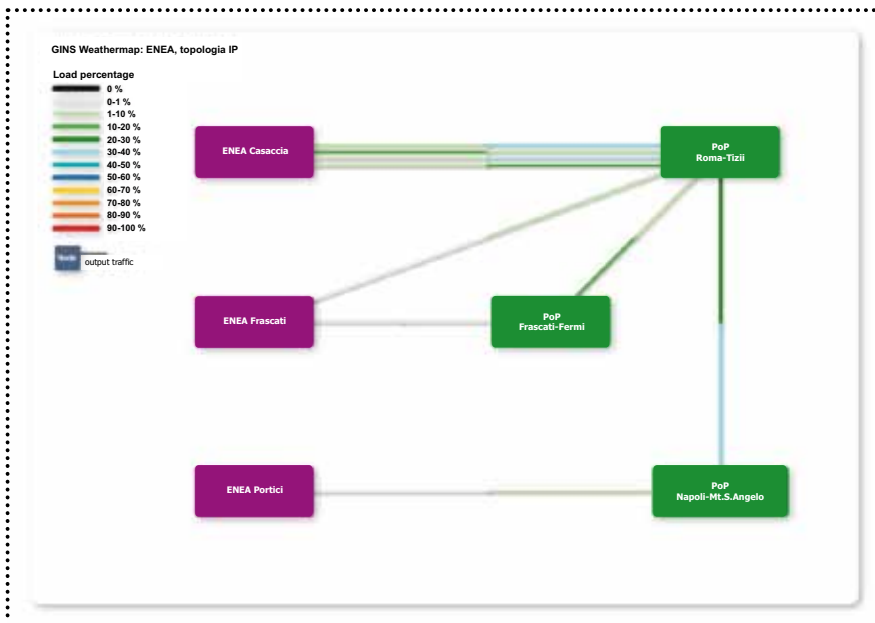 GINS Weathermap: ENEA, topologia IP
Load percentage
0 %
0-1 %
1-10 %
10-20 %
20-30 %
30-40 %
40-50 %
50-60 %
60-70 %
70-80 %
80-90 %
90-100 %
output traffic
ENEA Casaccia
PoP
Roma-Tizii
ENEA Frascati
PoP
Frascati-Fermi
ENEA Portici
PoP
Napoli-Mt.S.Angelo